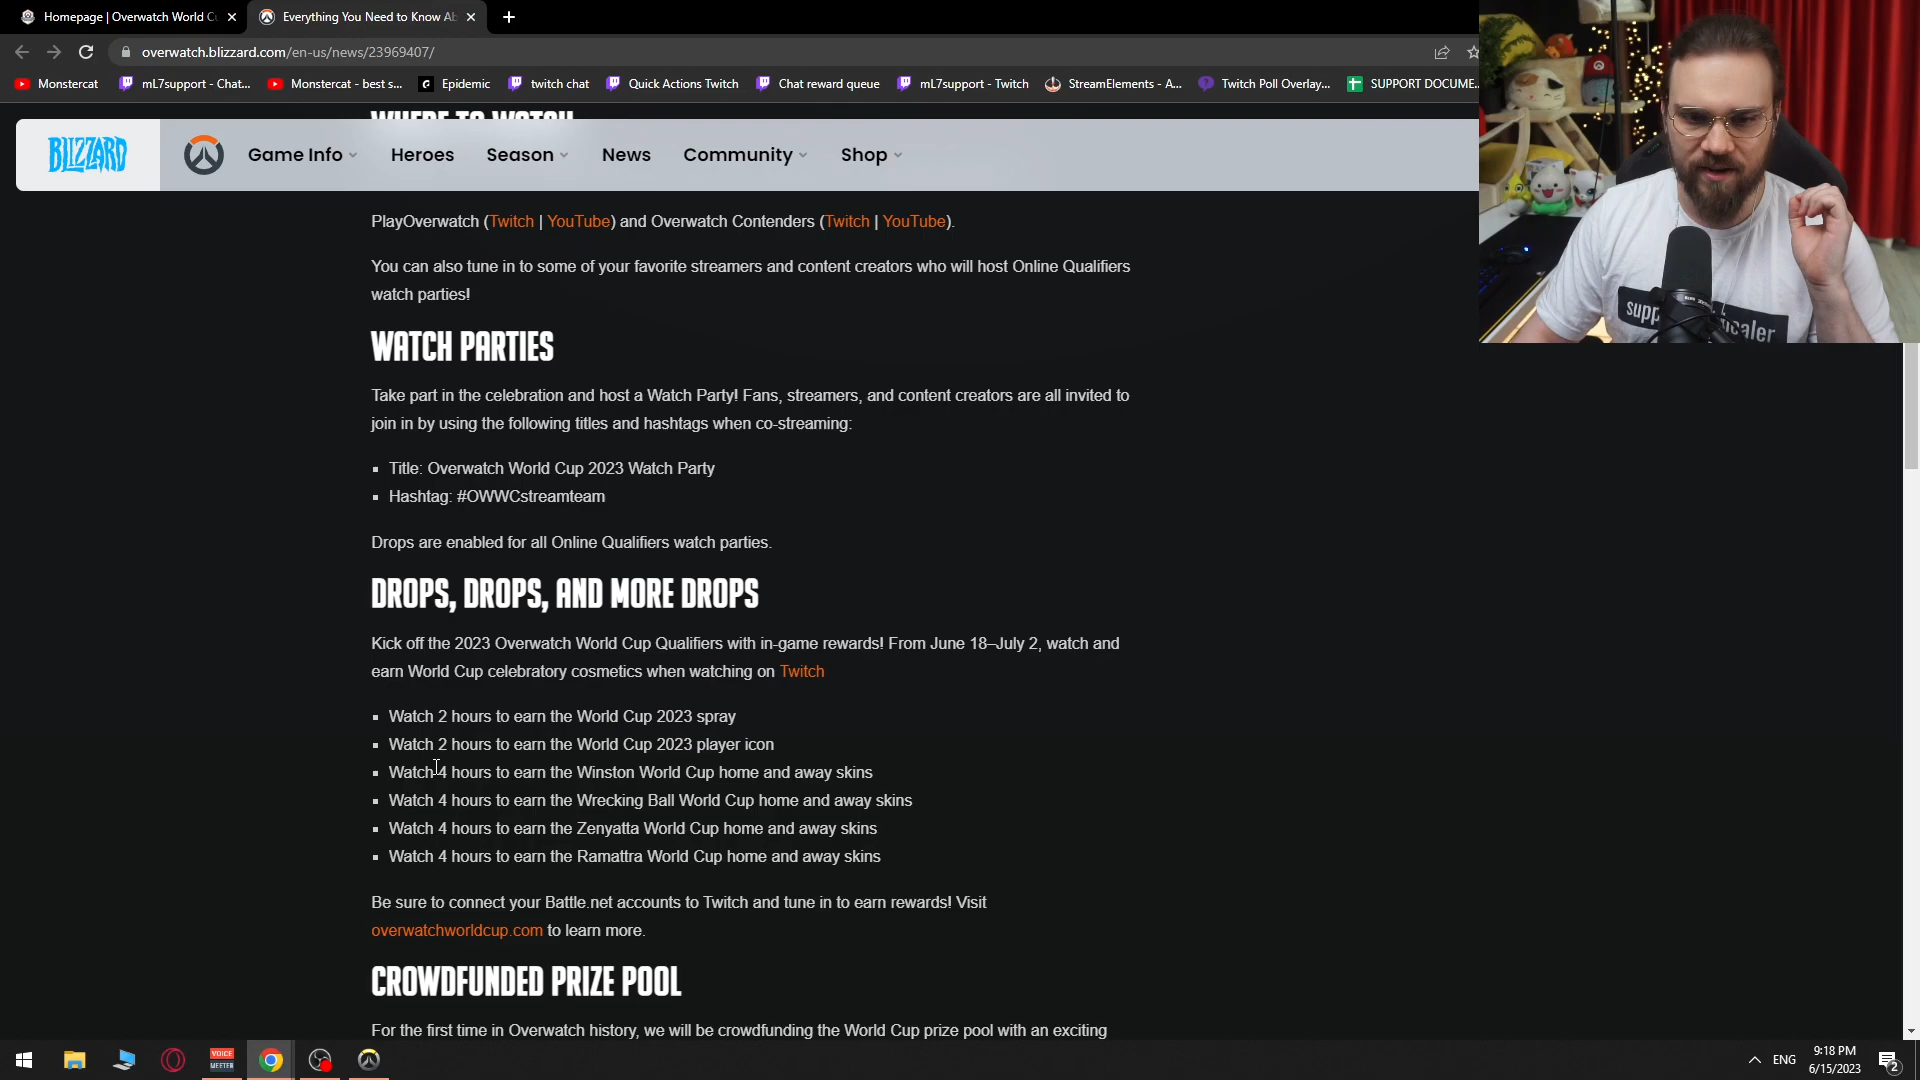 Homepage | Overwatch World Cu
Everything You Need to Know Ab
overwatch.blizzard.com/en-us/news/23969407/
Monstercat
mL7support - Chat...
Monstercat - best s...
Epidemic
twitch chat
Quick Actions Twitch
Chat reward queue
mL7support - Twitch
StreamElements - A...
Twitch Poll Overlay...
SUPPORT DOCUME...
WHERE TO WATCH
BLIZZARD
Game Info
Heroes
Season
News
Community
Shop
PlayOverwatch (Twitch | YouTube) and Overwatch Contenders (Twitch | YouTube).
You can also tune in to some of your favorite streamers and content creators who will host Online Qualifiers
watch parties!
WATCH PARTIES
Take part in the celebration and host a Watch Party! Fans, streamers, and content creators are all invited to
join in by using the following titles and hashtags when co-streaming:
Title: Overwatch World Cup 2023 Watch Party
Hashtag: #OWWCstreamteam
Drops are enabled for all Online Qualifiers watch parties.
DROPS, DROPS, AND MORE DROPS
Kick off the 2023 Overwatch World Cup Qualifiers with in-game rewards! From June 18–July 2, watch and
earn World Cup celebratory cosmetics when watching on Twitch
Watch 2 hours to earn the World Cup 2023 spray
Watch 2 hours to earn the World Cup 2023 player icon
Watch 4 hours to earn the Winston World Cup home and away skins
Watch 4 hours to earn the Wrecking Ball World Cup home and away skins
Watch 4 hours to earn the Zenyatta World Cup home and away skins
Watch 4 hours to earn the Ramattra World Cup home and away skins
Be sure to connect your Battle.net accounts to Twitch and tune in to earn rewards! Visit
overwatchworldcup.com to learn more.
CROWDFUNDED PRIZE POOL
For the first time in Overwatch history, we will be crowdfunding the World Cup prize pool with an exciting
VOICE
MEETER
ENG
9:18 PM
6/15/2023
2